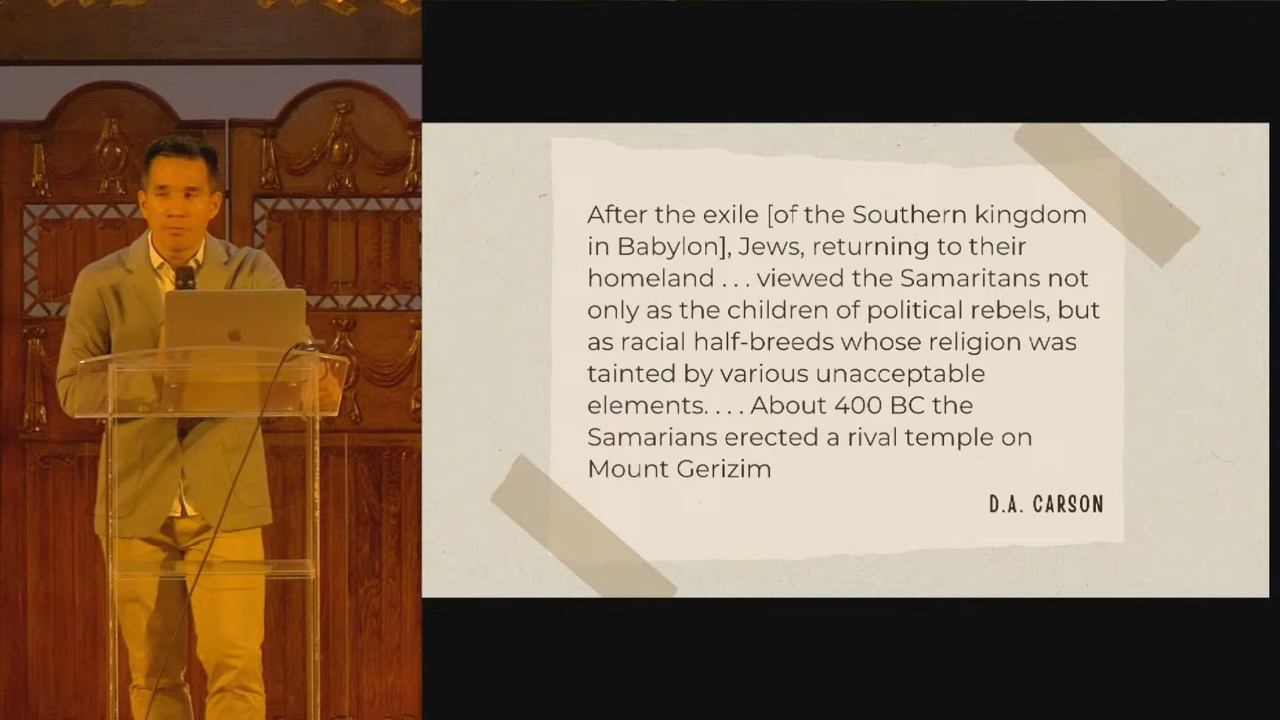 After the exile [of the Southern kingdom
in Babylon], Jews, returning to their
homeland . . . viewed the Samaritans not
only as the children of political rebels, but
as racial half-breeds whose religion was
tainted by various unacceptable
elements. . . . About 400 BC the
Samarians erected a rival temple on
Mount Gerizim
D.A. CARSON